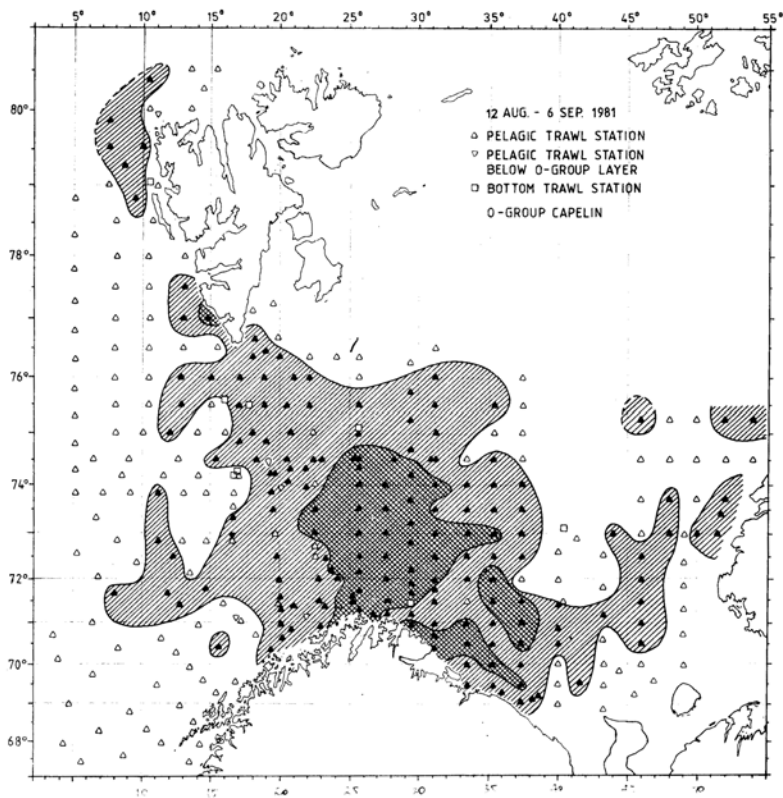 5° 10° 15° 20° 25° 30° 35° 40° 45° 50° 55°
80°
78°
76°
74°
72°
70°
68°
12 AUG. - 6 SEP. 1981
△ PELAGIC TRAWL STATION
▽ PELAGIC TRAWL STATION
BELOW 0-GROUP LAYER
□ BOTTOM TRAWL STATION
0-GROUP CAPELIN
10 15 20 25 30 35 40 45